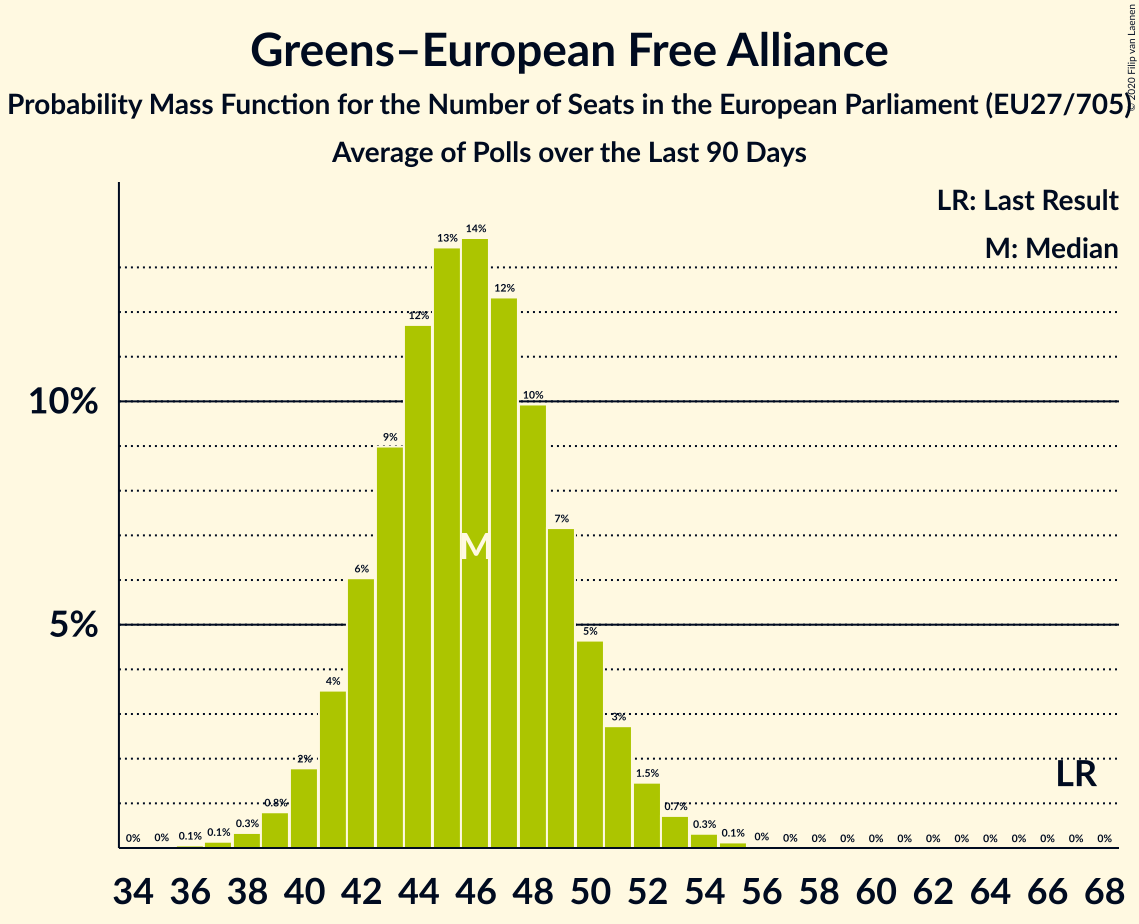 Greens–European Free Alliance
Probability Mass Function for the Number of Seats in the European Parliament (EU27/705)
Average of Polls over the Last 90 Days
© 2020 Filip van Laenen
LR: Last Result
M: Median
10%
5%
0% 0% 0.1% 0.1% 0.3% 0.8% 2% 4% 6% 9% 12% 13% 14% 12% 10% 7% 5% 3% 1.5% 0.7% 0.3% 0.1% 0% 0% 0% 0% 0% 0% 0% 0% 0% 0% 0% 0% 0%
M
LR
34 36 38 40 42 44 46 48 50 52 54 56 58 60 62 64 66 68